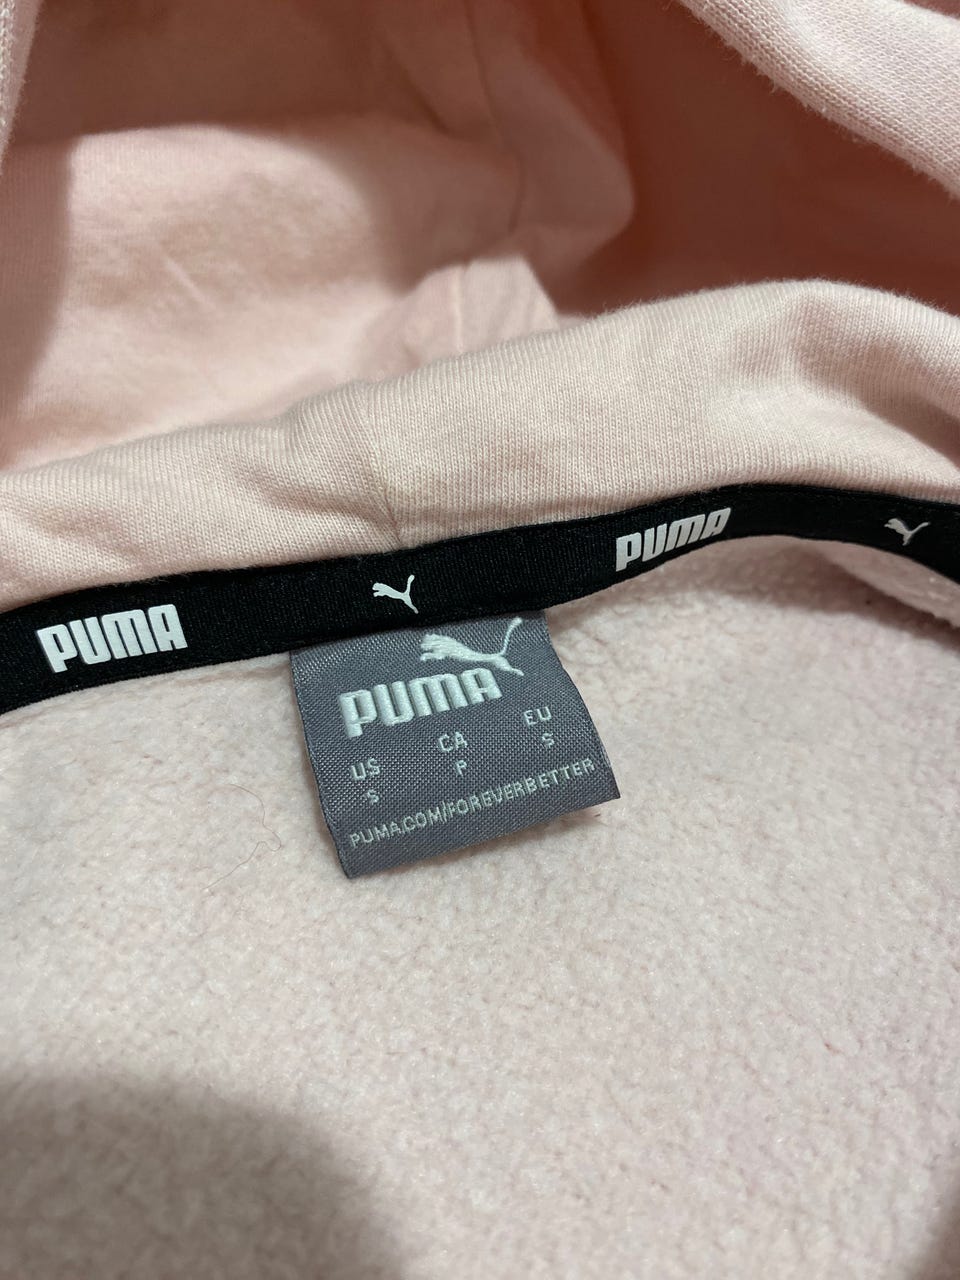 PUMA PUMA
PUMA
US CA EU
S P S
PUMA.COM/FOREVERBETTER